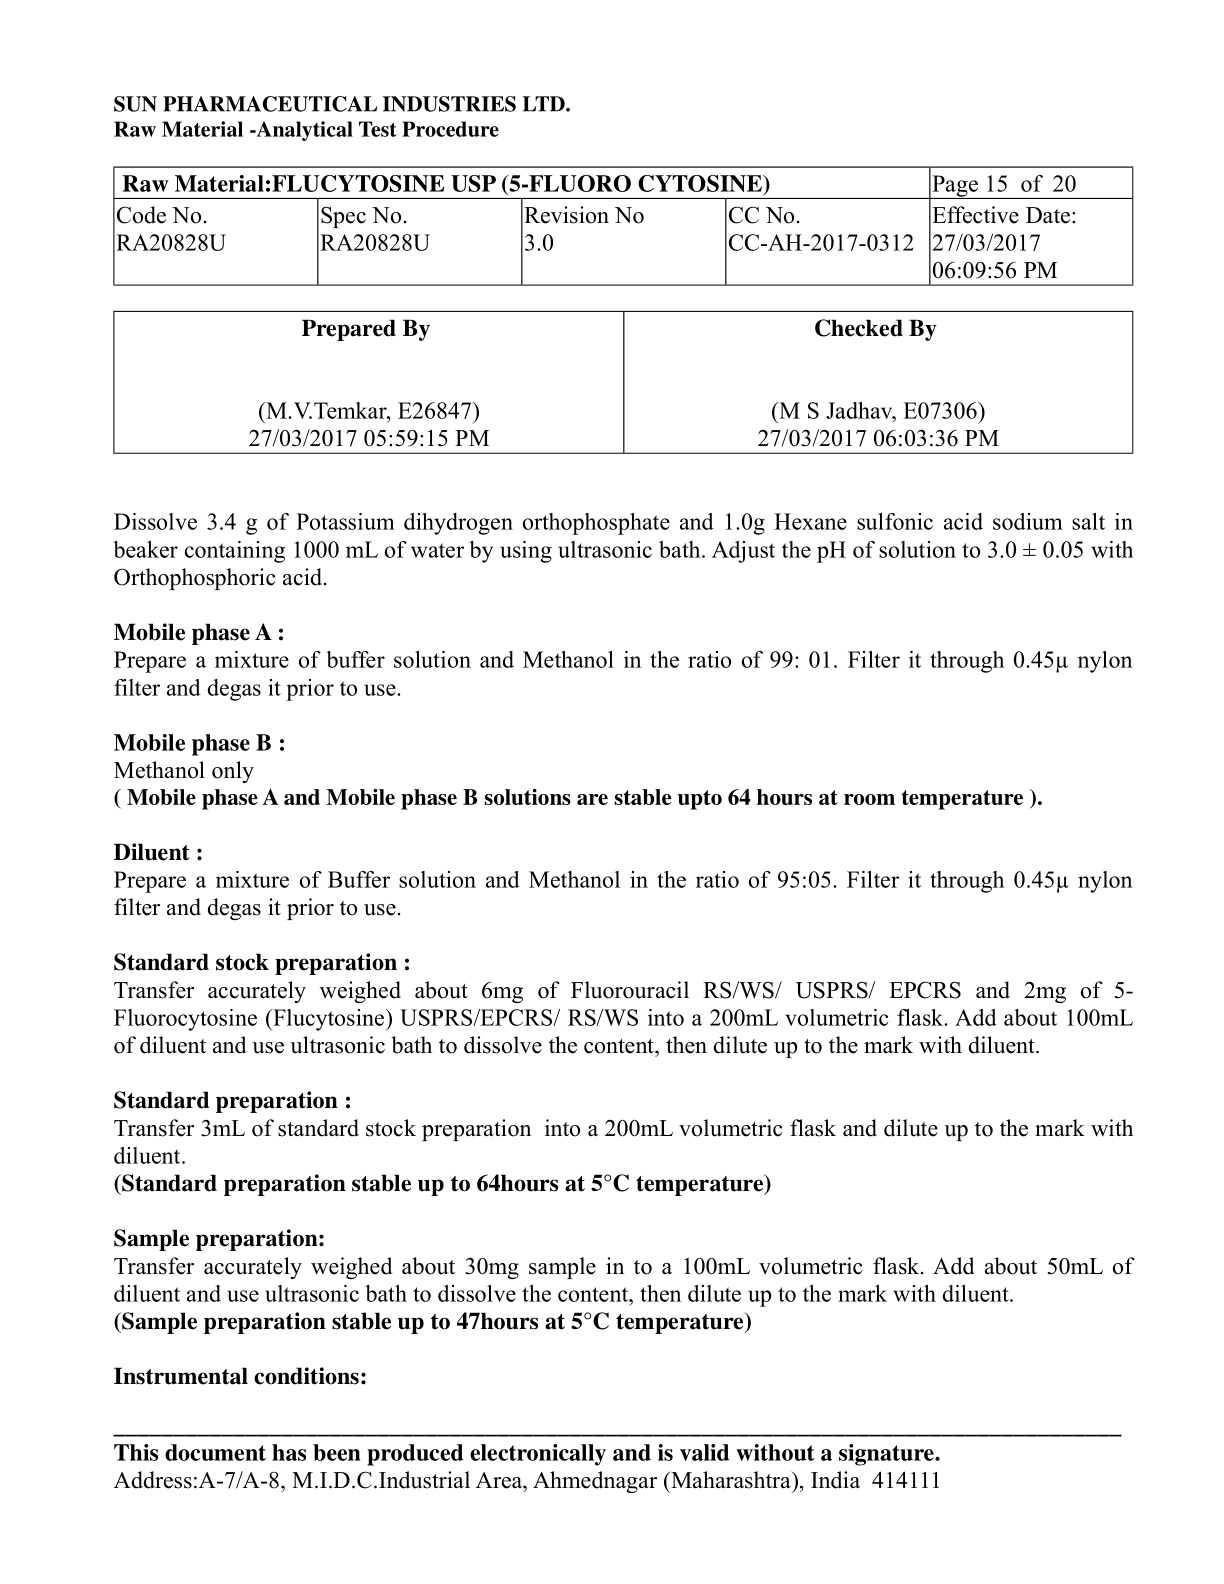 SUN PHARMACEUTICAL INDUSTRIES LTD.
Raw Material -Analytical Test Procedure
Raw Material:FLUCYTOSINE USP (5-FLUORO CYTOSINE)
Page 15 of 20
Code No.
RA20828U
Spec No.
RA20828U
Revision No
3.0
CC No.
CC-AH-2017-0312
Effective Date:
27/03/2017
06:09:56 PM
Prepared By
(M.V.Temkar, E26847)
27/03/2017 05:59:15 PM
Checked By
(M S Jadhav, E07306)
27/03/2017 06:03:36 PM
Dissolve 3.4 g of Potassium dihydrogen orthophosphate and 1.0g Hexane sulfonic acid sodium salt in
beaker containing 1000 mL of water by using ultrasonic bath. Adjust the pH of solution to 3.0 ± 0.05 with
Orthophosphoric acid.
Mobile phase A :
Prepare a mixture of buffer solution and Methanol in the ratio of 99: 01. Filter it through 0.45µ nylon
filter and degas it prior to use.
Mobile phase B :
Methanol only
( Mobile phase A and Mobile phase B solutions are stable upto 64 hours at room temperature ).
Diluent :
Prepare a mixture of Buffer solution and Methanol in the ratio of 95:05. Filter it through 0.45µ nylon
filter and degas it prior to use.
Standard stock preparation :
Transfer accurately weighed about 6mg of Fluorouracil RS/WS/ USPRS/ EPCRS and 2mg of 5-
Fluorocytosine (Flucytosine) USPRS/EPCRS/ RS/WS into a 200mL volumetric flask. Add about 100mL
of diluent and use ultrasonic bath to dissolve the content, then dilute up to the mark with diluent.
Standard preparation :
Transfer 3mL of standard stock preparation into a 200mL volumetric flask and dilute up to the mark with
diluent.
(Standard preparation stable up to 64hours at 5°C temperature)
Sample preparation:
Transfer accurately weighed about 30mg sample in to a 100mL volumetric flask. Add about 50mL of
diluent and use ultrasonic bath to dissolve the content, then dilute up to the mark with diluent.
(Sample preparation stable up to 47hours at 5°C temperature)
Instrumental conditions:
This document has been produced electronically and is valid without a signature.
Address:A-7/A-8, M.I.D.C.Industrial Area, Ahmednagar (Maharashtra), India 414111